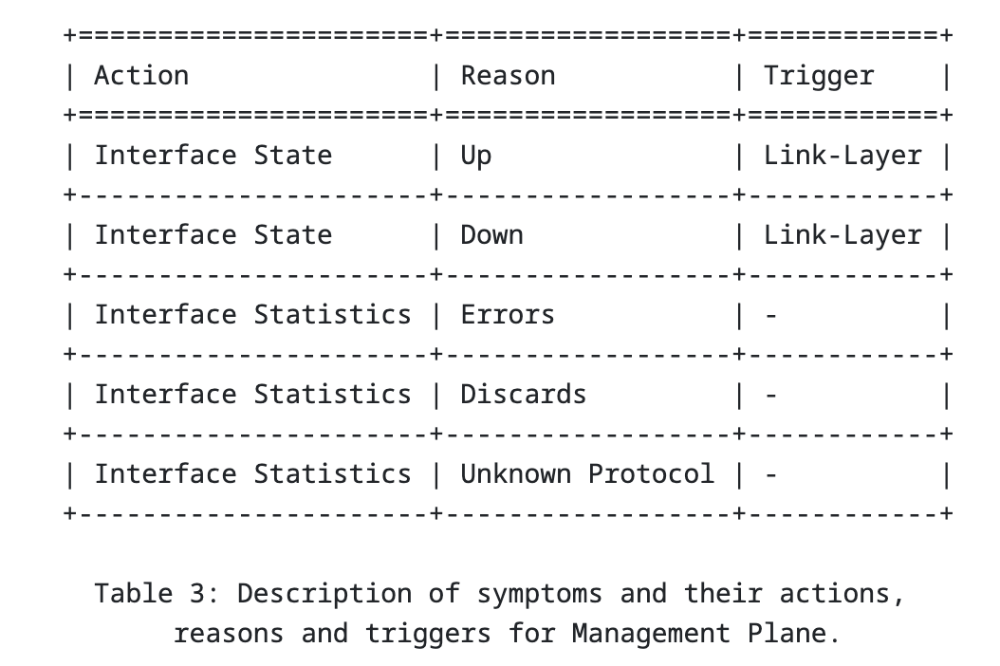 +======================+==================+============+
| Action               | Reason           | Trigger    |
+======================+==================+============+
| Interface State      | Up               | Link-Layer |
+----------------------+------------------+------------+
| Interface State      | Down             | Link-Layer |
+----------------------+------------------+------------+
| Interface Statistics | Errors           | -          |
+----------------------+------------------+------------+
| Interface Statistics | Discards         | -          |
+----------------------+------------------+------------+
| Interface Statistics | Unknown Protocol | -          |
+----------------------+------------------+------------+
Table 3: Description of symptoms and their actions,
reasons and triggers for Management Plane.